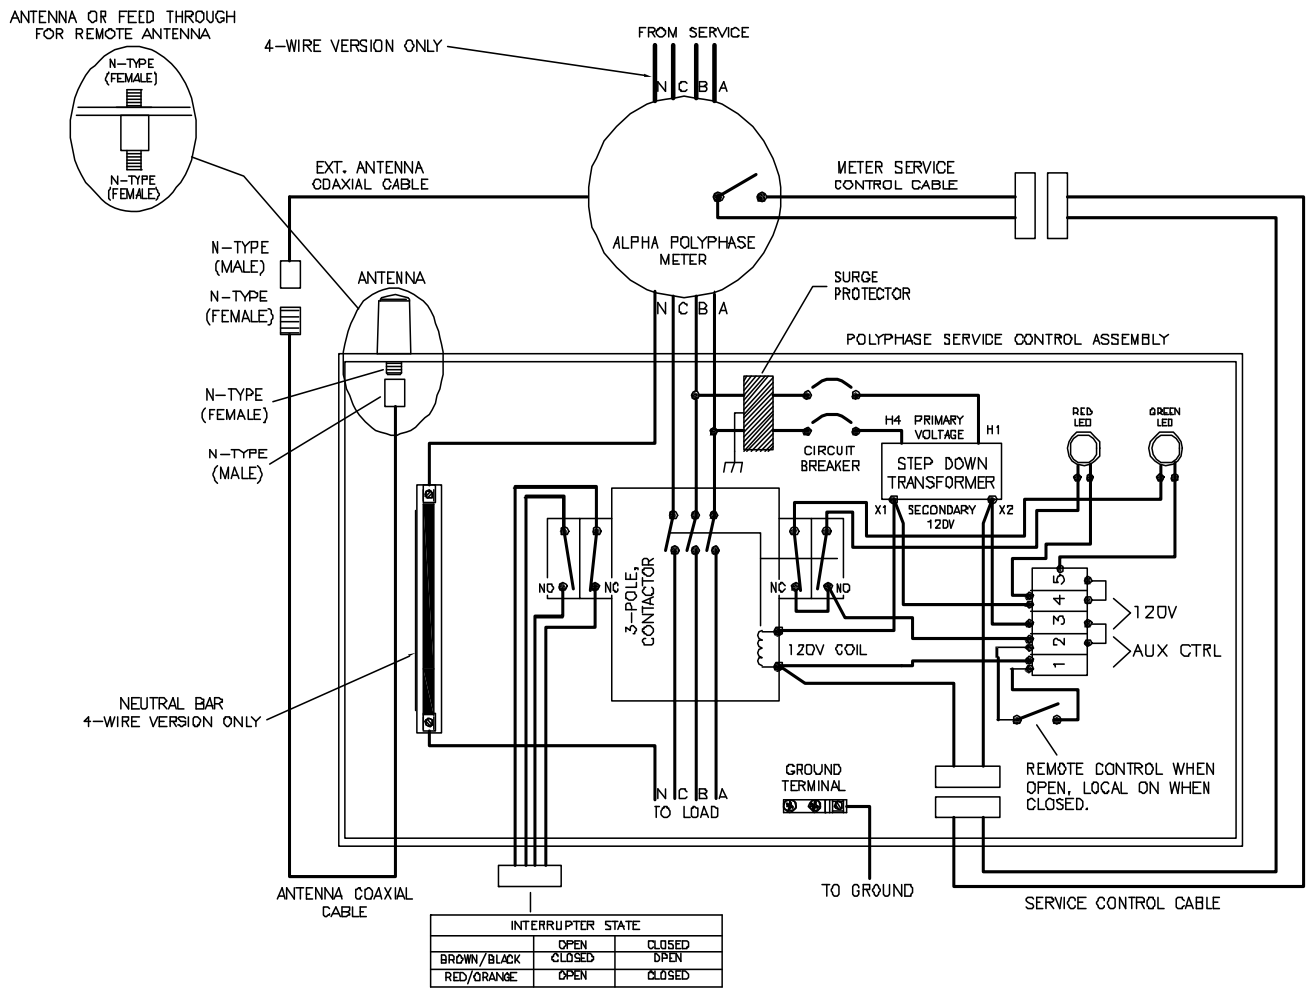 ANTENNA OR FEED THROUGH
FOR REMOTE ANTENNA
N-TYPE
(FEMALE)
N-TYPE
(FEMALE)
4-WIRE VERSION ONLY
FROM SERVICE
N C B A
EXT. ANTENNA
COAXIAL CABLE
METER SERVICE
CONTROL CABLE
ALPHA POLYPHASE
METER
N-TYPE
(MALE)
N-TYPE
(FEMALE)
ANTENNA
SURGE
PROTECTOR
N C B A
POLYPHASE SERVICE CONTROL ASSEMBLY
N-TYPE
(FEMALE)
N-TYPE
(MALE)
H4 PRIMARY
VOLTAGE H1
CIRCUIT
BREAKER
STEP DOWN
TRANSFORMER
X1 SECONDARY X2
120V
RED
LED
GREEN
LED
NO NC
3-POLE,
CONTACTOR
NC NO
120V COIL
5
4
3
2
1
120V
AUX CTRL
NEUTRAL BAR
4-WIRE VERSION ONLY
REMOTE CONTROL WHEN
OPEN, LOCAL ON WHEN
CLOSED.
GROUND
TERMINAL
N C B A
TO LOAD
TO GROUND
ANTENNA COAXIAL
CABLE
SERVICE CONTROL CABLE
INTERRUPTER STATE
OPEN CLOSED
BROWN/BLACK CLOSED OPEN
RED/ORANGE OPEN CLOSED